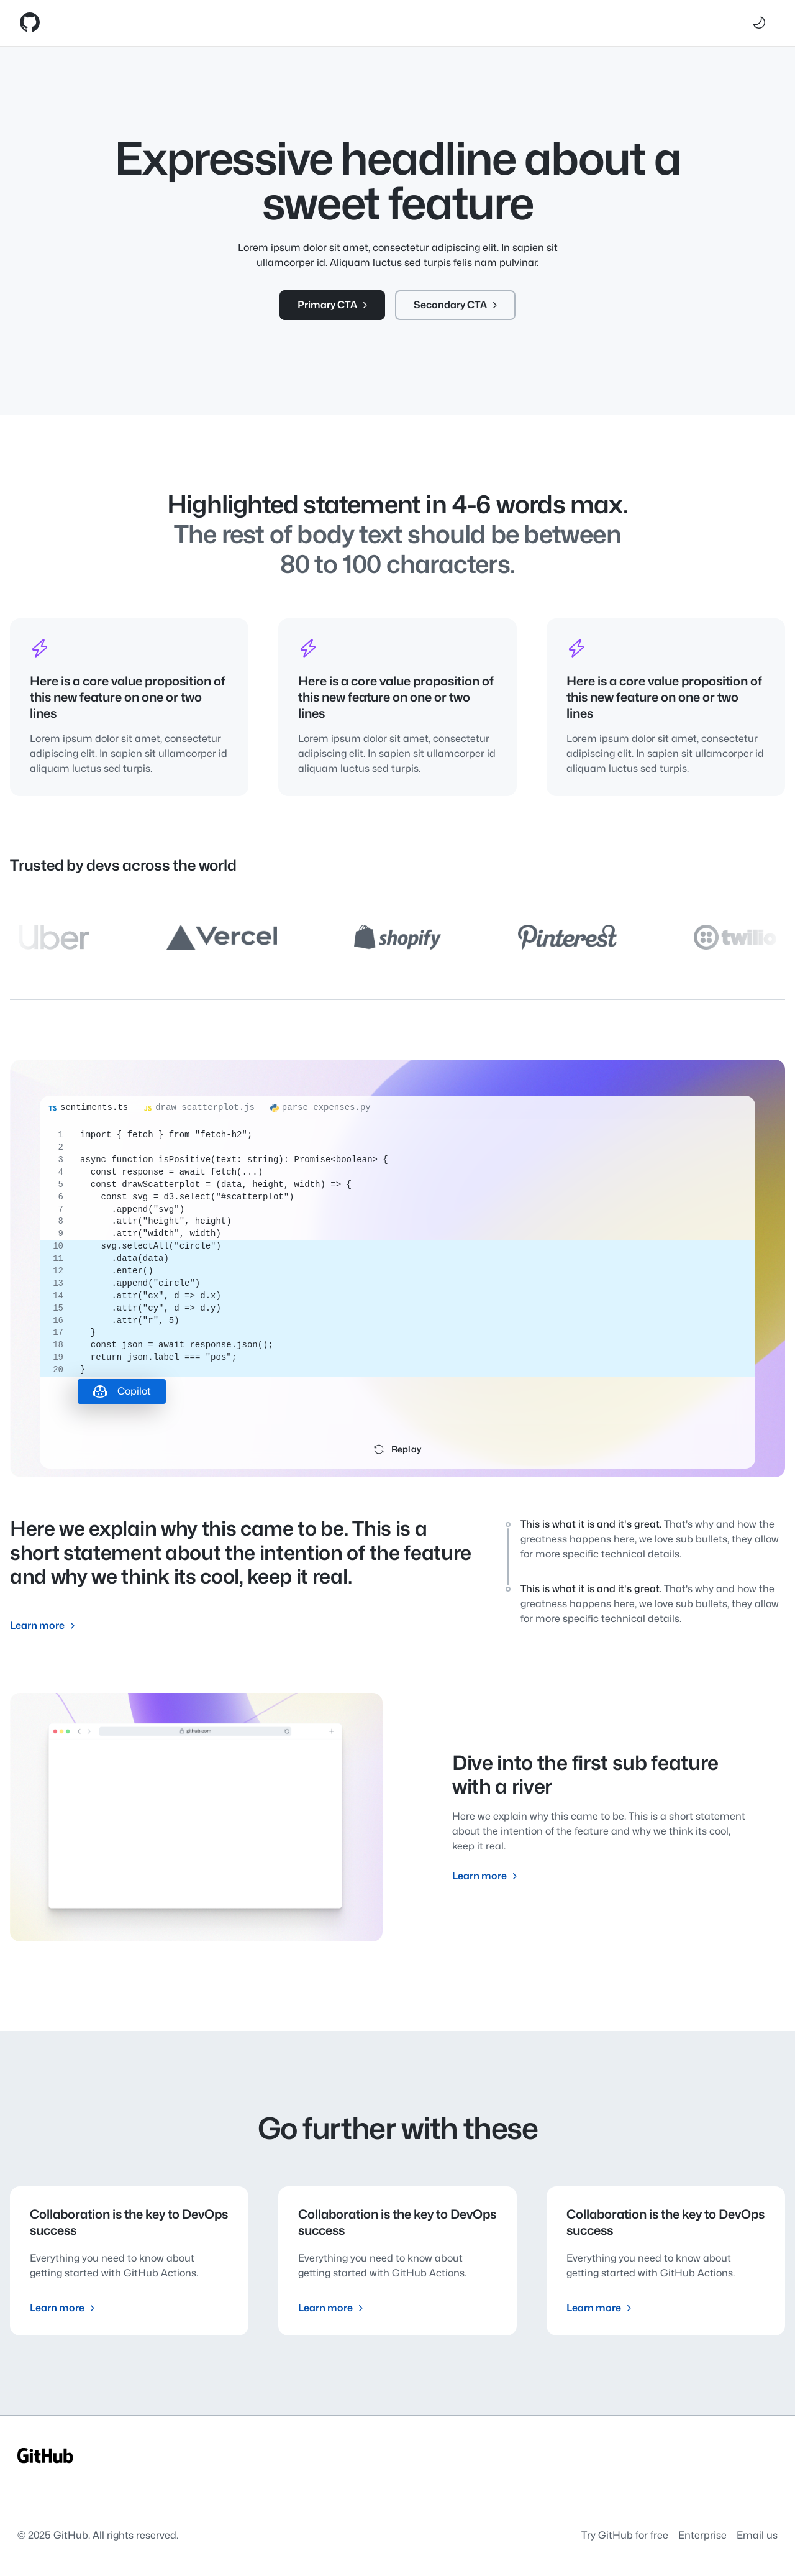 Expressive headline about a
sweet feature
Lorem ipsum dolor sit amet, consectetur adipiscing elit. In sapien sit
ullamcorper id. Aliquam luctus sed turpis felis nam pulvinar.
Primary CTA
Secondary CTA
Highlighted statement in 4-6 words max.
The rest of body text should be between
80 to 100 characters.
Here is a core value proposition of
this new feature on one or two
lines
Lorem ipsum dolor sit amet, consectetur
adipiscing elit. In sapien sit ullamcorper id
aliquam luctus sed turpis.
Here is a core value proposition of
this new feature on one or two
lines
Lorem ipsum dolor sit amet, consectetur
adipiscing elit. In sapien sit ullamcorper id
aliquam luctus sed turpis.
Here is a core value proposition of
this new feature on one or two
lines
Lorem ipsum dolor sit amet, consectetur
adipiscing elit. In sapien sit ullamcorper id
aliquam luctus sed turpis.
Trusted by devs across the world
Uber
Vercel
shopify
Pinterest
twilio
TS sentiments.ts
JS draw_scatterplot.js
parse_expenses.py
1 import { fetch } from "fetch-h2";
2
3 async function isPositive(text: string): Promise<boolean> {
4 const response = await fetch(...)
5 const drawScatterplot = (data, height, width) => {
6 const svg = d3.select("#scatterplot")
7 .append("svg")
8 .attr("height", height)
9 .attr("width", width)
10 svg.selectAll("circle")
11 .data(data)
12 .enter()
13 .append("circle")
14 .attr("cx", d => d.x)
15 .attr("cy", d => d.y)
16 .attr("r", 5)
17 }
18 const json = await response.json();
19 return json.label === "pos";
20 }
Copilot
Replay
Here we explain why this came to be. This is a
short statement about the intention of the feature
and why we think its cool, keep it real.
Learn more
This is what it is and it's great. That's why and how the
greatness happens here, we love sub bullets, they allow
for more specific technical details.
This is what it is and it's great. That's why and how the
greatness happens here, we love sub bullets, they allow
for more specific technical details.
github.com
Dive into the first sub feature
with a river
Here we explain why this came to be. This is a short statement
about the intention of the feature and why we think its cool,
keep it real.
Learn more
Go further with these
Collaboration is the key to DevOps
success
Everything you need to know about
getting started with GitHub Actions.
Learn more
Collaboration is the key to DevOps
success
Everything you need to know about
getting started with GitHub Actions.
Learn more
Collaboration is the key to DevOps
success
Everything you need to know about
getting started with GitHub Actions.
Learn more
GitHub
© 2025 GitHub. All rights reserved.
Try GitHub for free
Enterprise
Email us